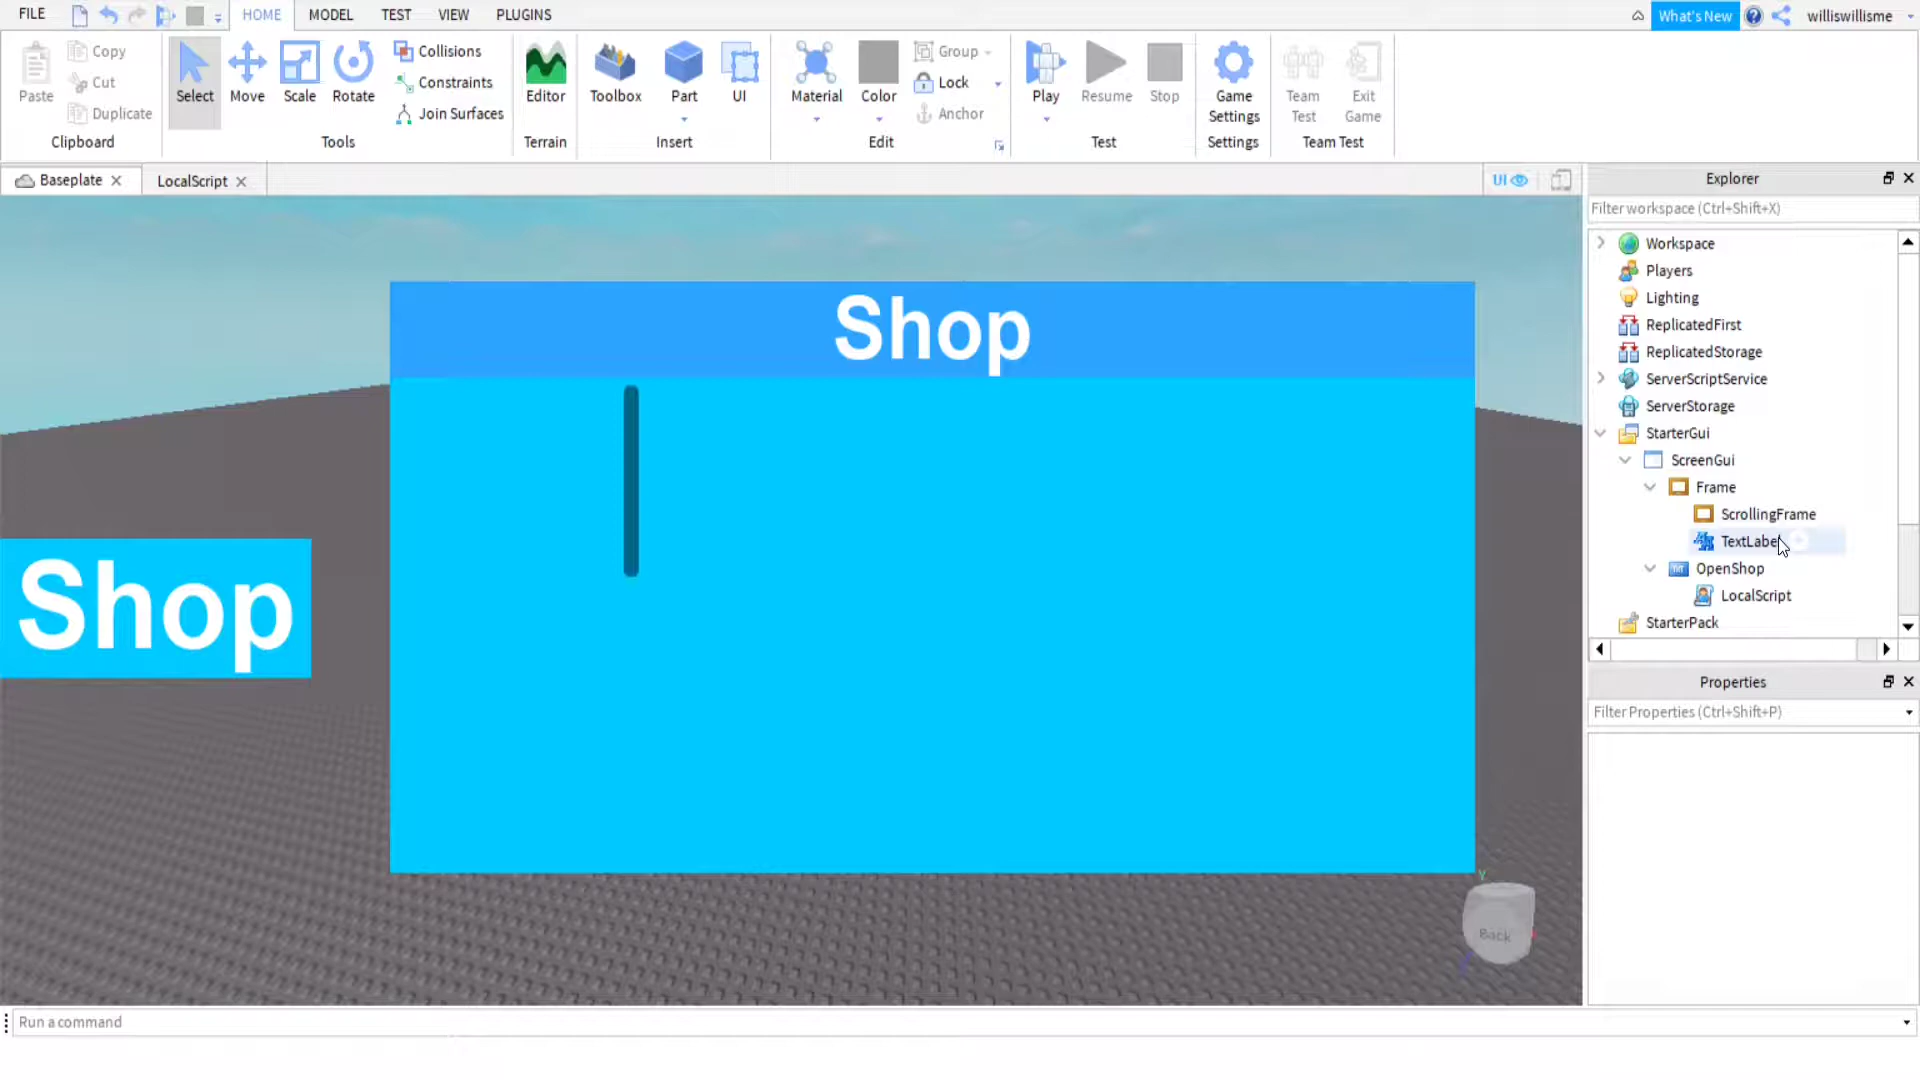 FILE
HOME
MODEL
TEST
VIEW
PLUGINS
What's New
williswillisme
Paste
Copy
Cut
Duplicate
Clipboard
Select
Move
Scale
Rotate
Collisions
Constraints
Join Surfaces
Tools
Editor
Terrain
Toolbox
Part
UI
Insert
Material
Color
Group
Lock
Anchor
Edit
Play
Resume
Stop
Test
Game
Settings
Settings
Team
Test
Exit
Game
Team Test
Baseplate
LocalScript
UI
Explorer
Filter workspace (Ctrl+Shift+X)
Workspace
Players
Lighting
ReplicatedFirst
ReplicatedStorage
ServerScriptService
ServerStorage
StarterGui
ScreenGui
Frame
ScrollingFrame
TextLabel
OpenShop
LocalScript
StarterPack
Properties
Filter Properties (Ctrl+Shift+P)
Shop
Shop
Y
Back
Run a command